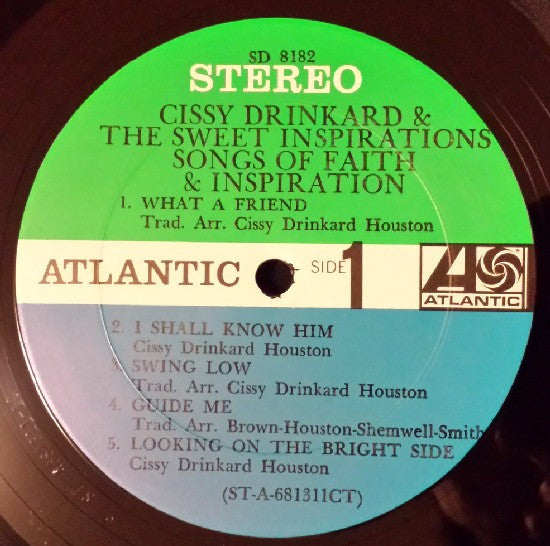 SD 8182
STEREO
CISSY DRINKARD &
THE SWEET INSPIRATIONS
SONGS OF FAITH
& INSPIRATION
1. WHAT A FRIEND
Trad. Arr. Cissy Drinkard Houston
ATLANTIC
SIDE 1
A
ATLANTIC
2. I SHALL KNOW HIM
Cissy Drinkard Houston
3. SWING LOW
Trad. Arr. Cissy Drinkard Houston
4. GUIDE ME
Trad. Arr. Brown-Houston-Shemwell-Smith
5. LOOKING ON THE BRIGHT SIDE
Cissy Drinkard Houston
(ST-A-681311CT)